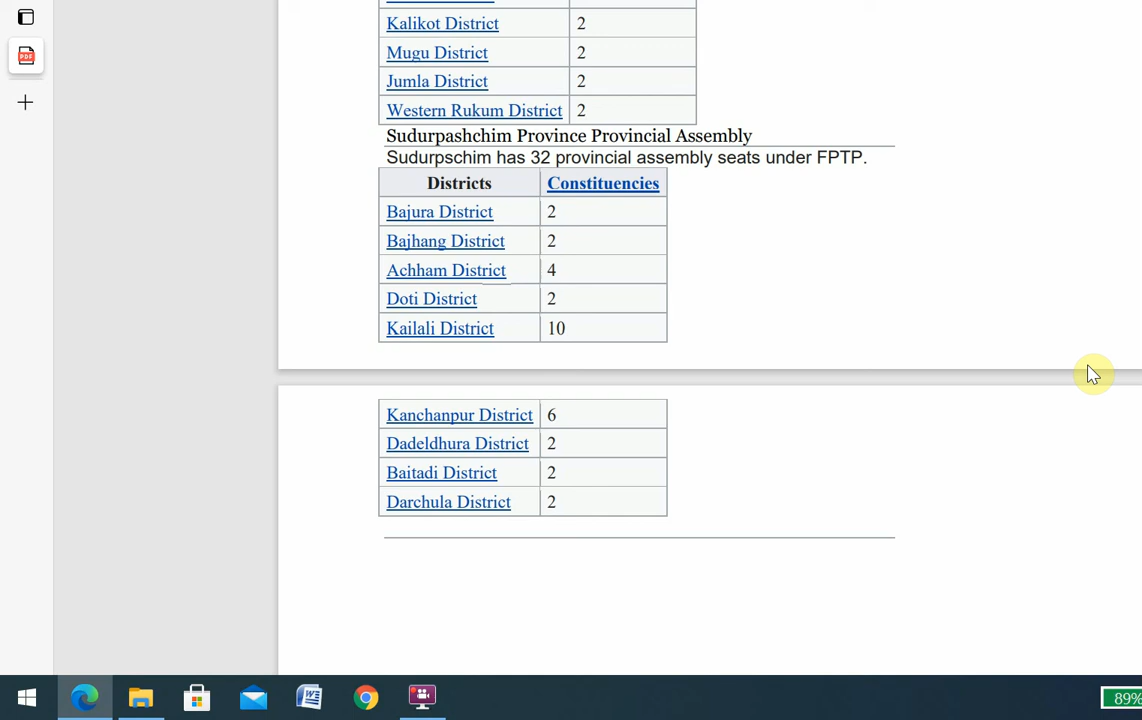 Kalikot District 2
Mugu District 2
Jumla District 2
Western Rukum District 2
Sudurpashchim Province Provincial Assembly
Sudurpschim has 32 provincial assembly seats under FPTP.
Districts Constituencies
Bajura District 2
Bajhang District 2
Achham District 4
Doti District 2
Kailali District 10
Kanchanpur District 6
Dadeldhura District 2
Baitadi District 2
Darchula District 2
89%